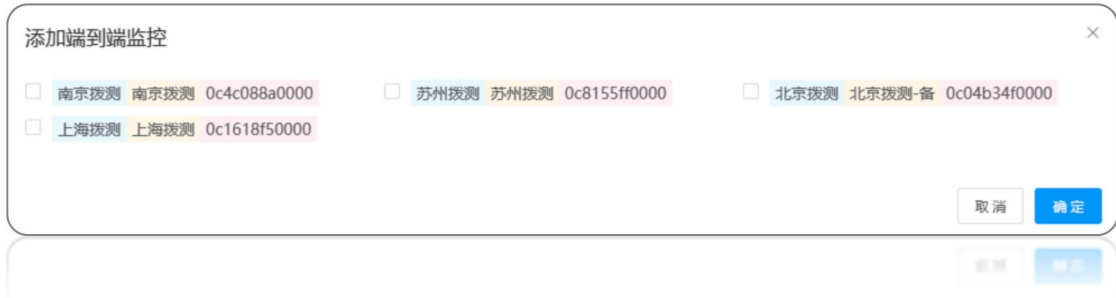 添加端到端监控
南京拨测 南京拨测 0c4c088a0000 苏州拨测 苏州拨测 0c8155ff0000 北京拨测 北京拨测-备 0c04b34f0000
上海拨测 上海拨测 0c1618f50000
取消 确定